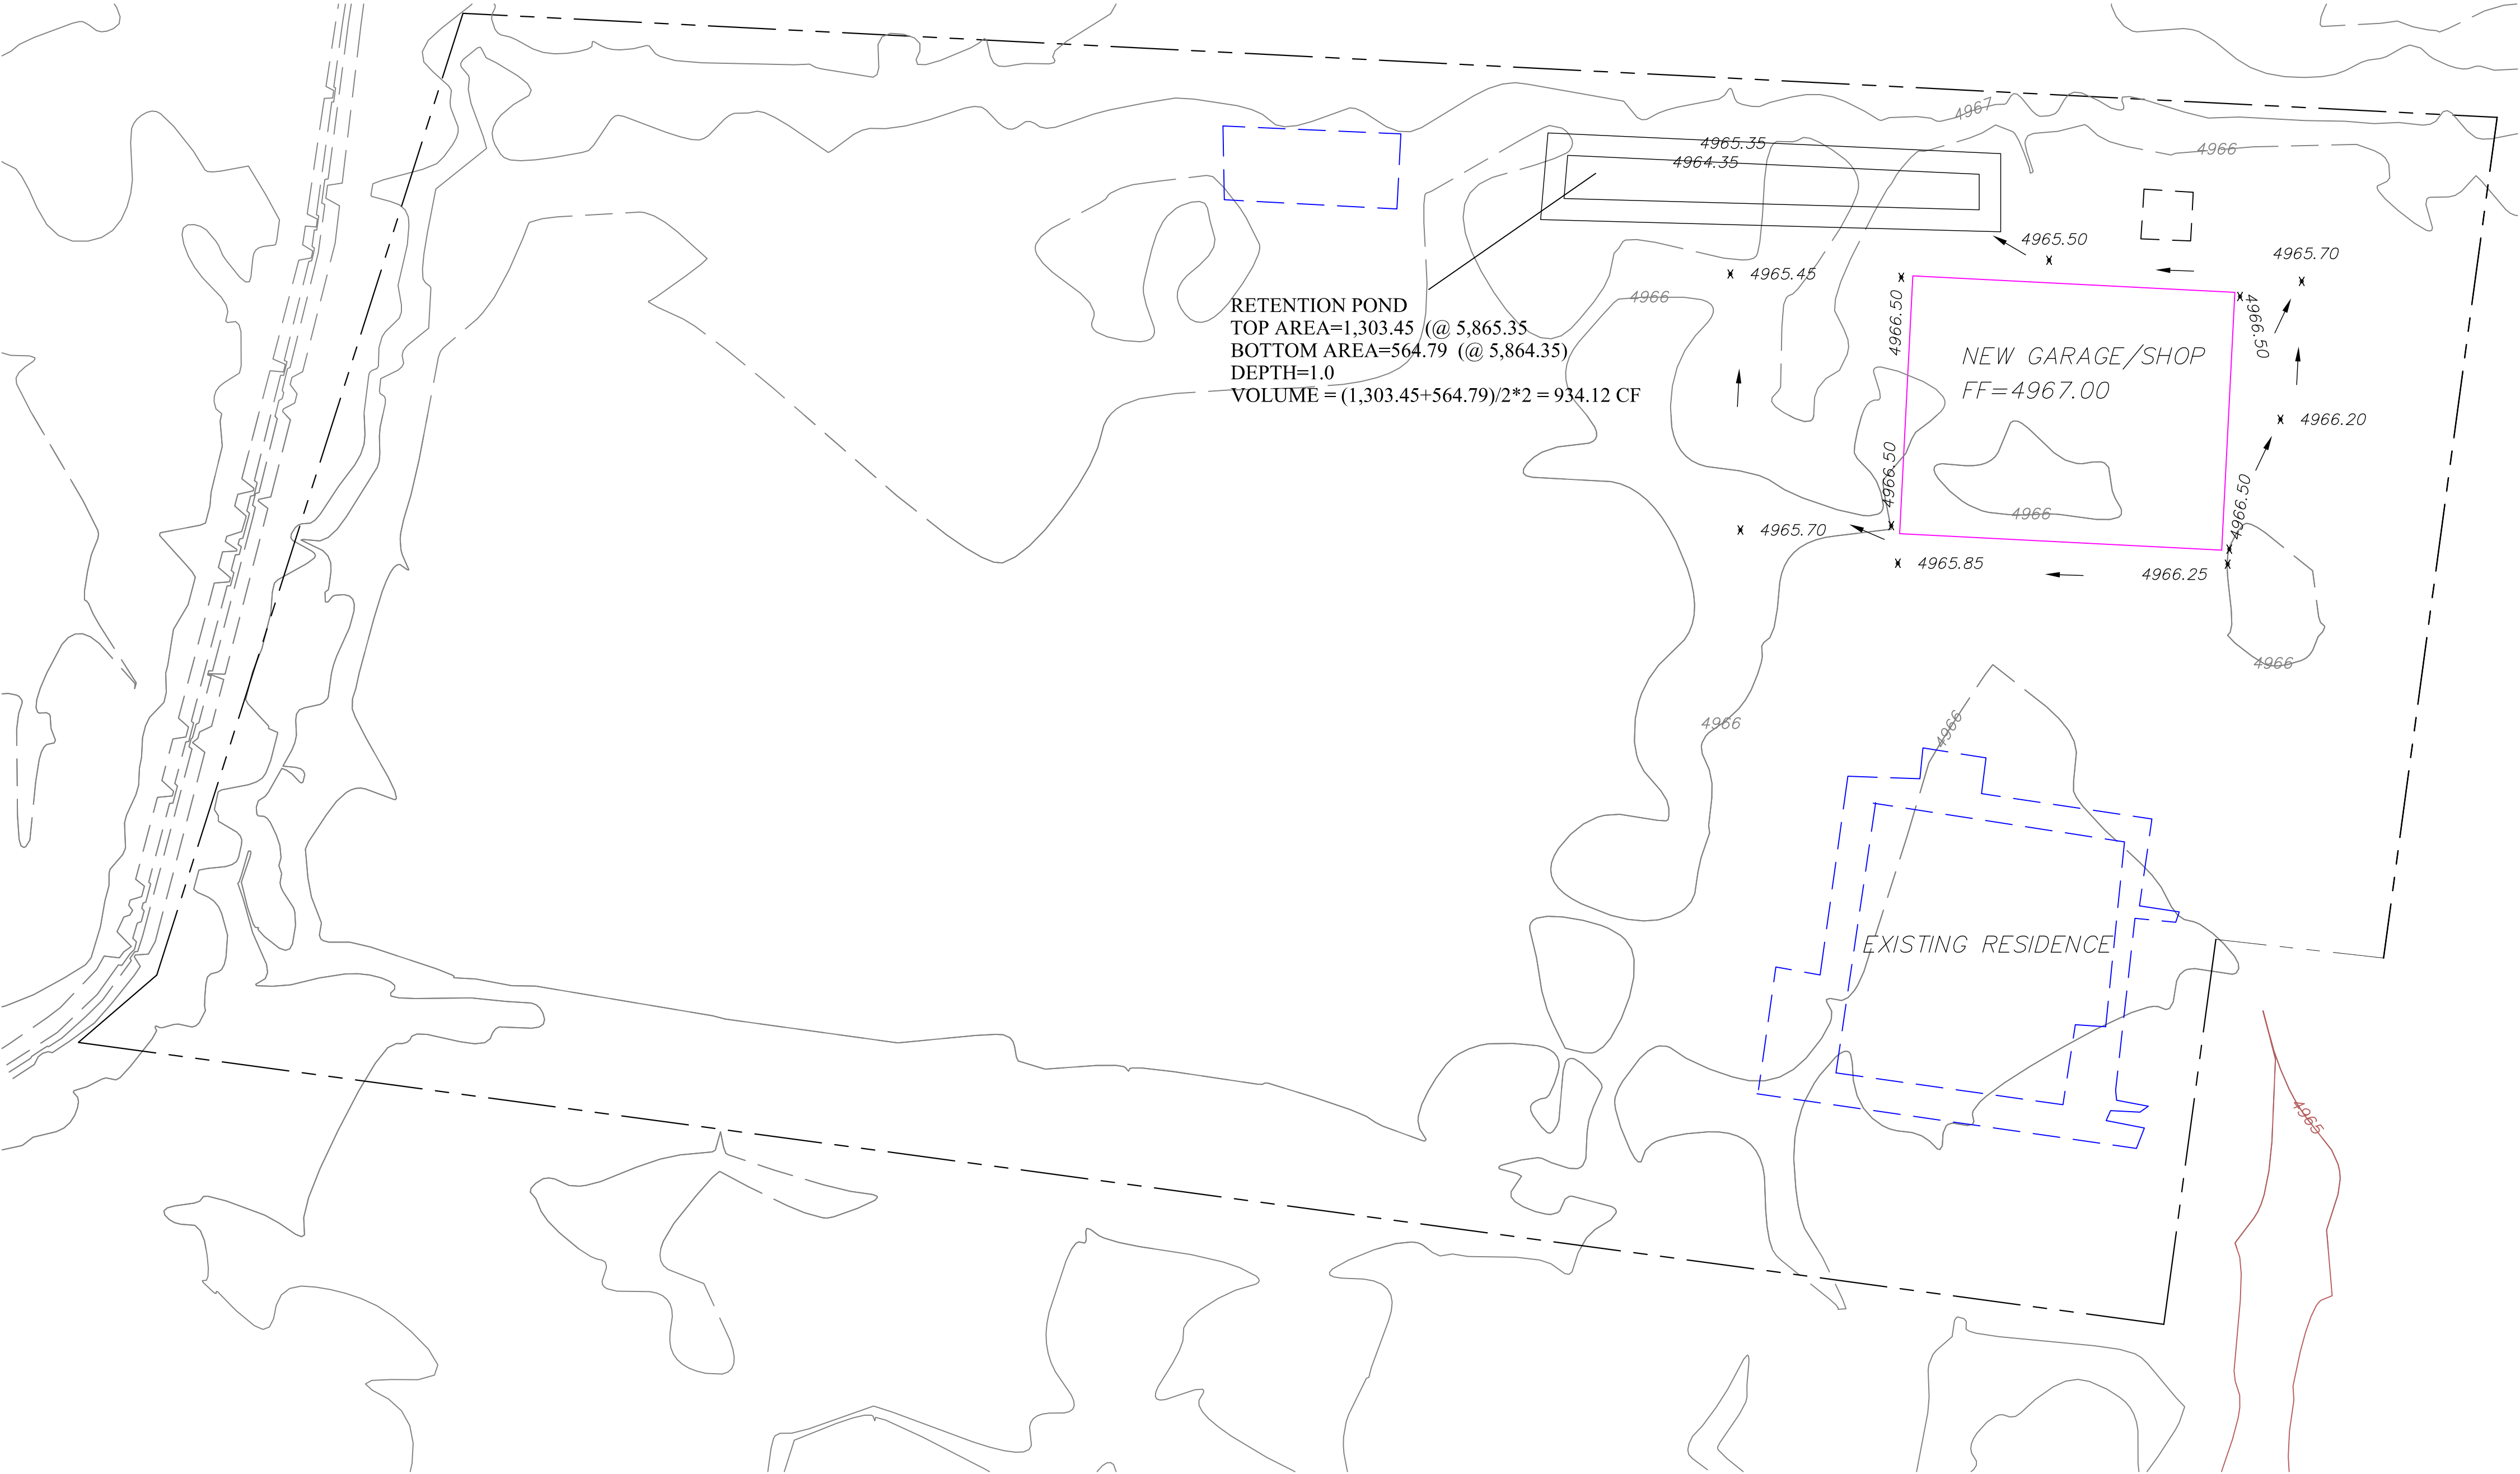 4967
4966
4965.35
4964.35
4965.50
4965.70
4965.45
4966
RETENTION POND
TOP AREA=1,303.45 (@ 5,865.35
BOTTOM AREA=564.79 (@ 5,864.35)
DEPTH=1.0
VOLUME = (1,303.45+564.79)/2*2 = 934.12 CF
4966.50
4966.50
NEW GARAGE/SHOP
FF=4967.00
4966.20
4966.50
4966.50
4966
4965.70
4965.85
4966.25
4966
4966
4966
EXISTING RESIDENCE
4965